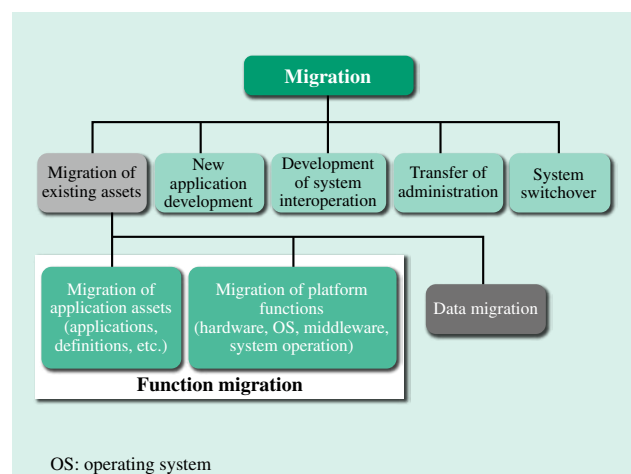 Migration
Migration of
existing assets
New
application
development
Development
of system
interoperation
Transfer of
administration
System
switchover
Migration of
application assets
(applications,
definitions, etc.)
Migration of platform
functions
(hardware, OS, middleware,
system operation)
Data migration
Function migration
OS: operating system